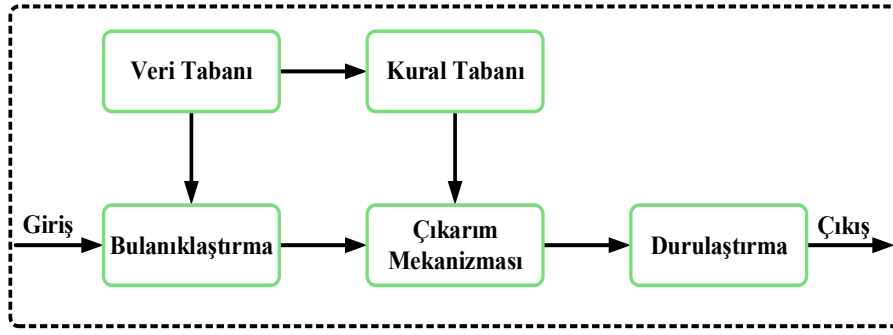 Veri Tabanı
Kural Tabanı
Giriş
Bulanıklaştırma
Çıkarım
Mekanizması
Durulaştırma
Çıkış